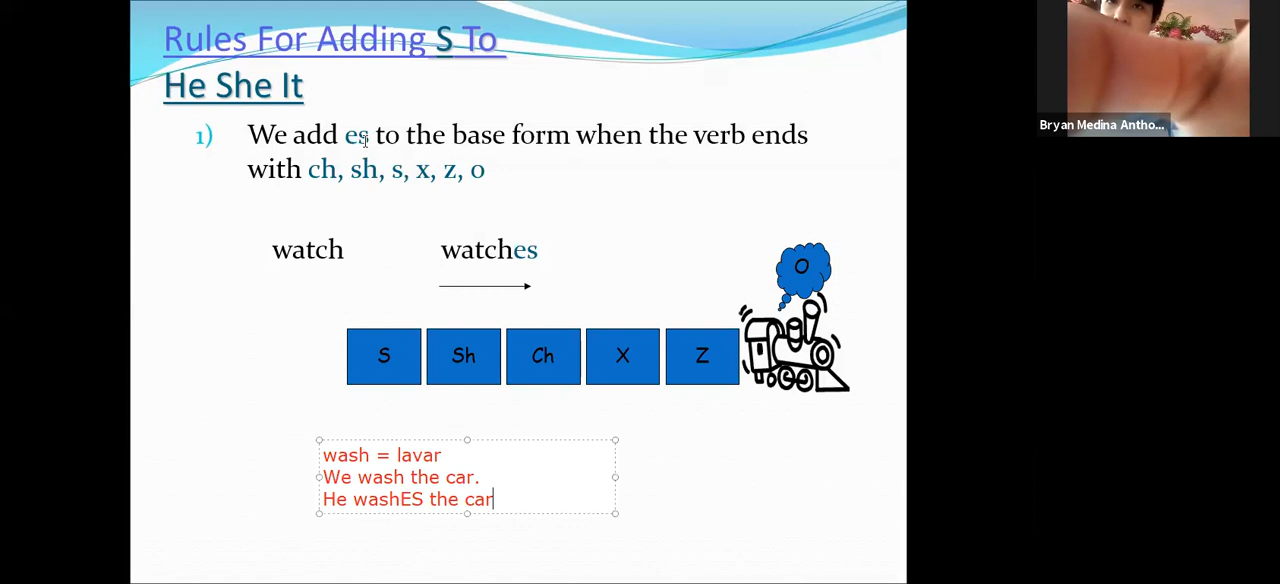 Rules For Adding S To
He She It
1) We add es to the base form when the verb ends
with ch, sh, s, x, z, o
watch watches
O
S Sh Ch X Z
wash = lavar
We wash the car.
He washES the car
Bryan Medina Antho...